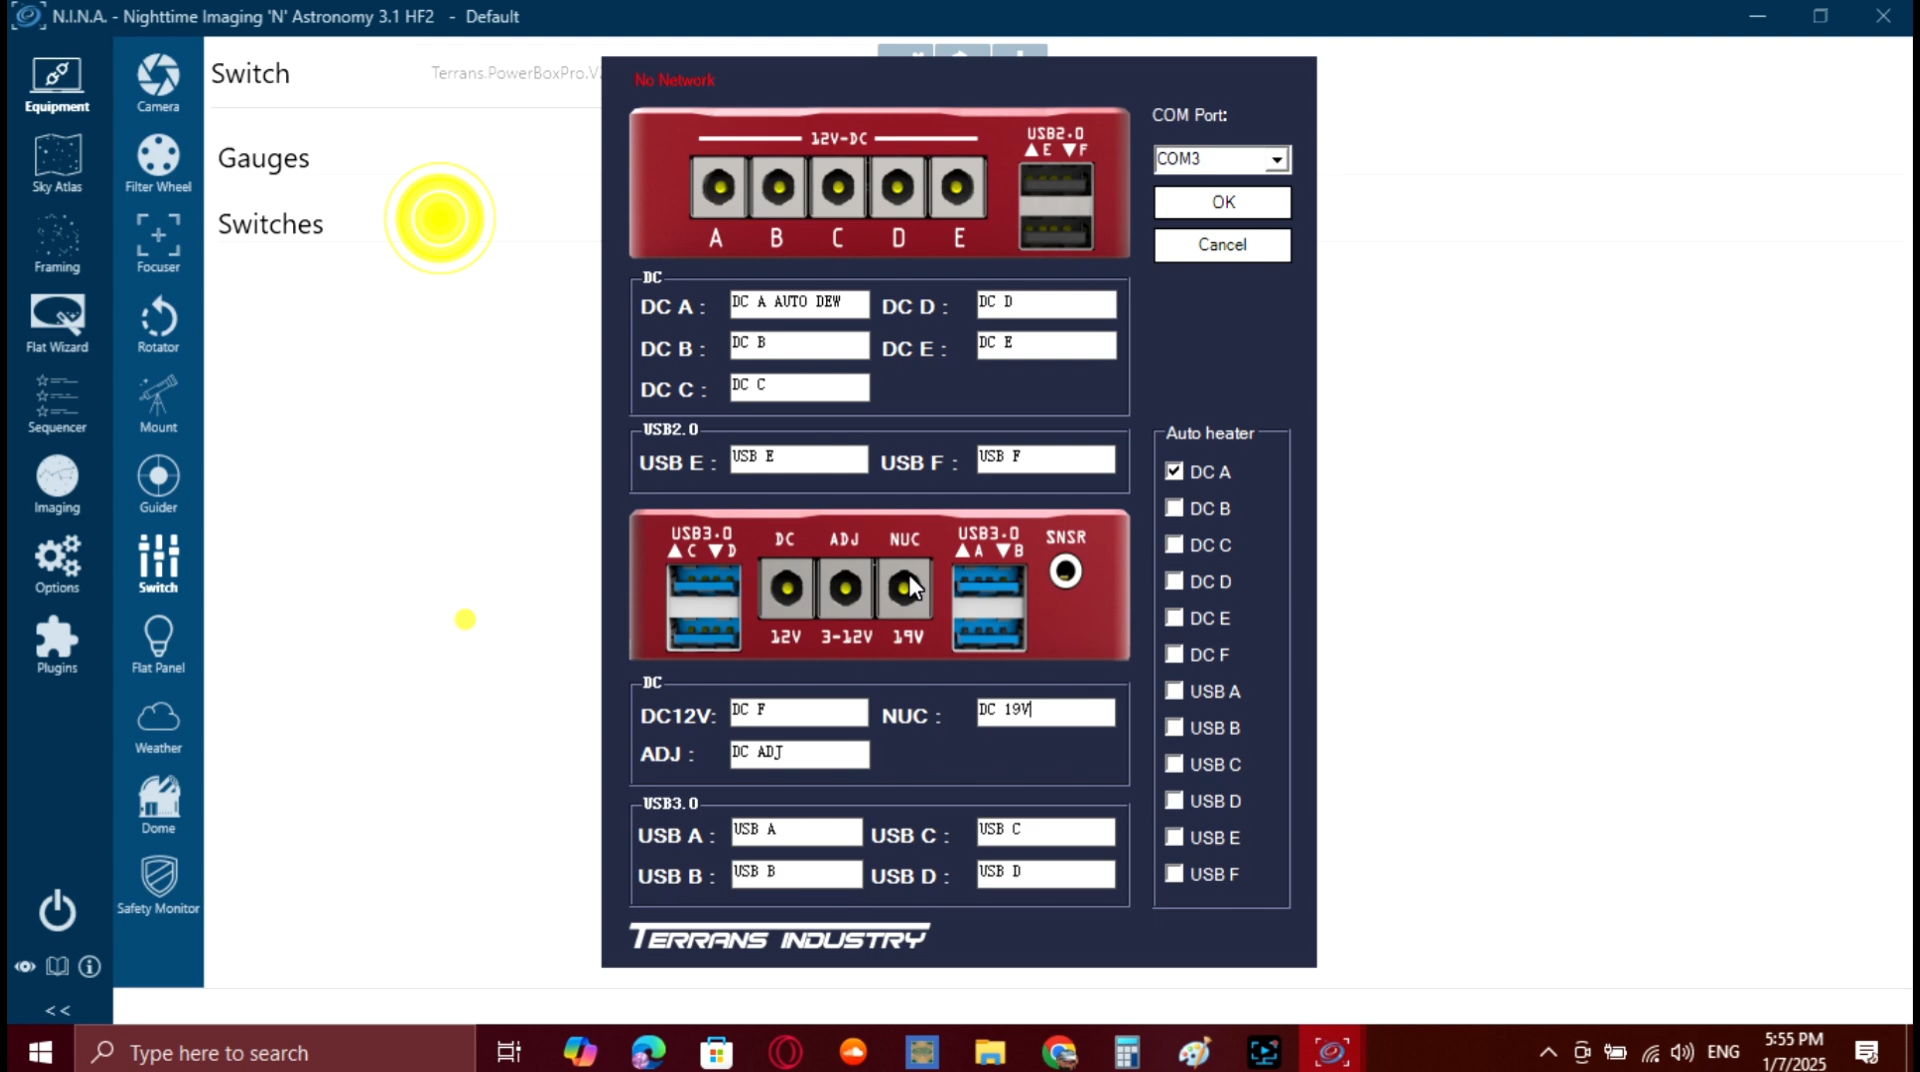 N.I.N.A. - Nighttime Imaging 'N' Astronomy 3.1 HF2 - Default
Equipment
Sky Atlas
Framing
Flat Wizard
Sequencer
Imaging
Options
Plugins
<<
Camera
Filter Wheel
Focuser
Rotator
Mount
Guider
Switch
Flat Panel
Weather
Dome
Safety Monitor
Switch
Terrans.PowerBoxPro.V
Gauges
Switches
No Network
12V-DC
USB2.0
▲E ▼F
A B C D E
DC
DC A : DC A AUTO DEW DC D : DC D
DC B : DC B DC E : DC E
DC C : DC C
USB2.0
USB E : USB E USB F : USB F
USB3.0 DC ADJ NUC USB3.0 SNSR
▲C ▼D ▲A ▼B
12V 3-12V 19V
DC
DC12V: DC F NUC : DC 19V
ADJ : DC ADJ
USB3.0
USB A : USB A USB C : USB C
USB B : USB B USB D : USB D
TERRANS INDUSTRY
COM Port:
COM3
OK
Cancel
Auto heater
DC A
DC B
DC C
DC D
DC E
DC F
USB A
USB B
USB C
USB D
USB E
USB F
Type here to search
ENG
5:55 PM
1/7/2025